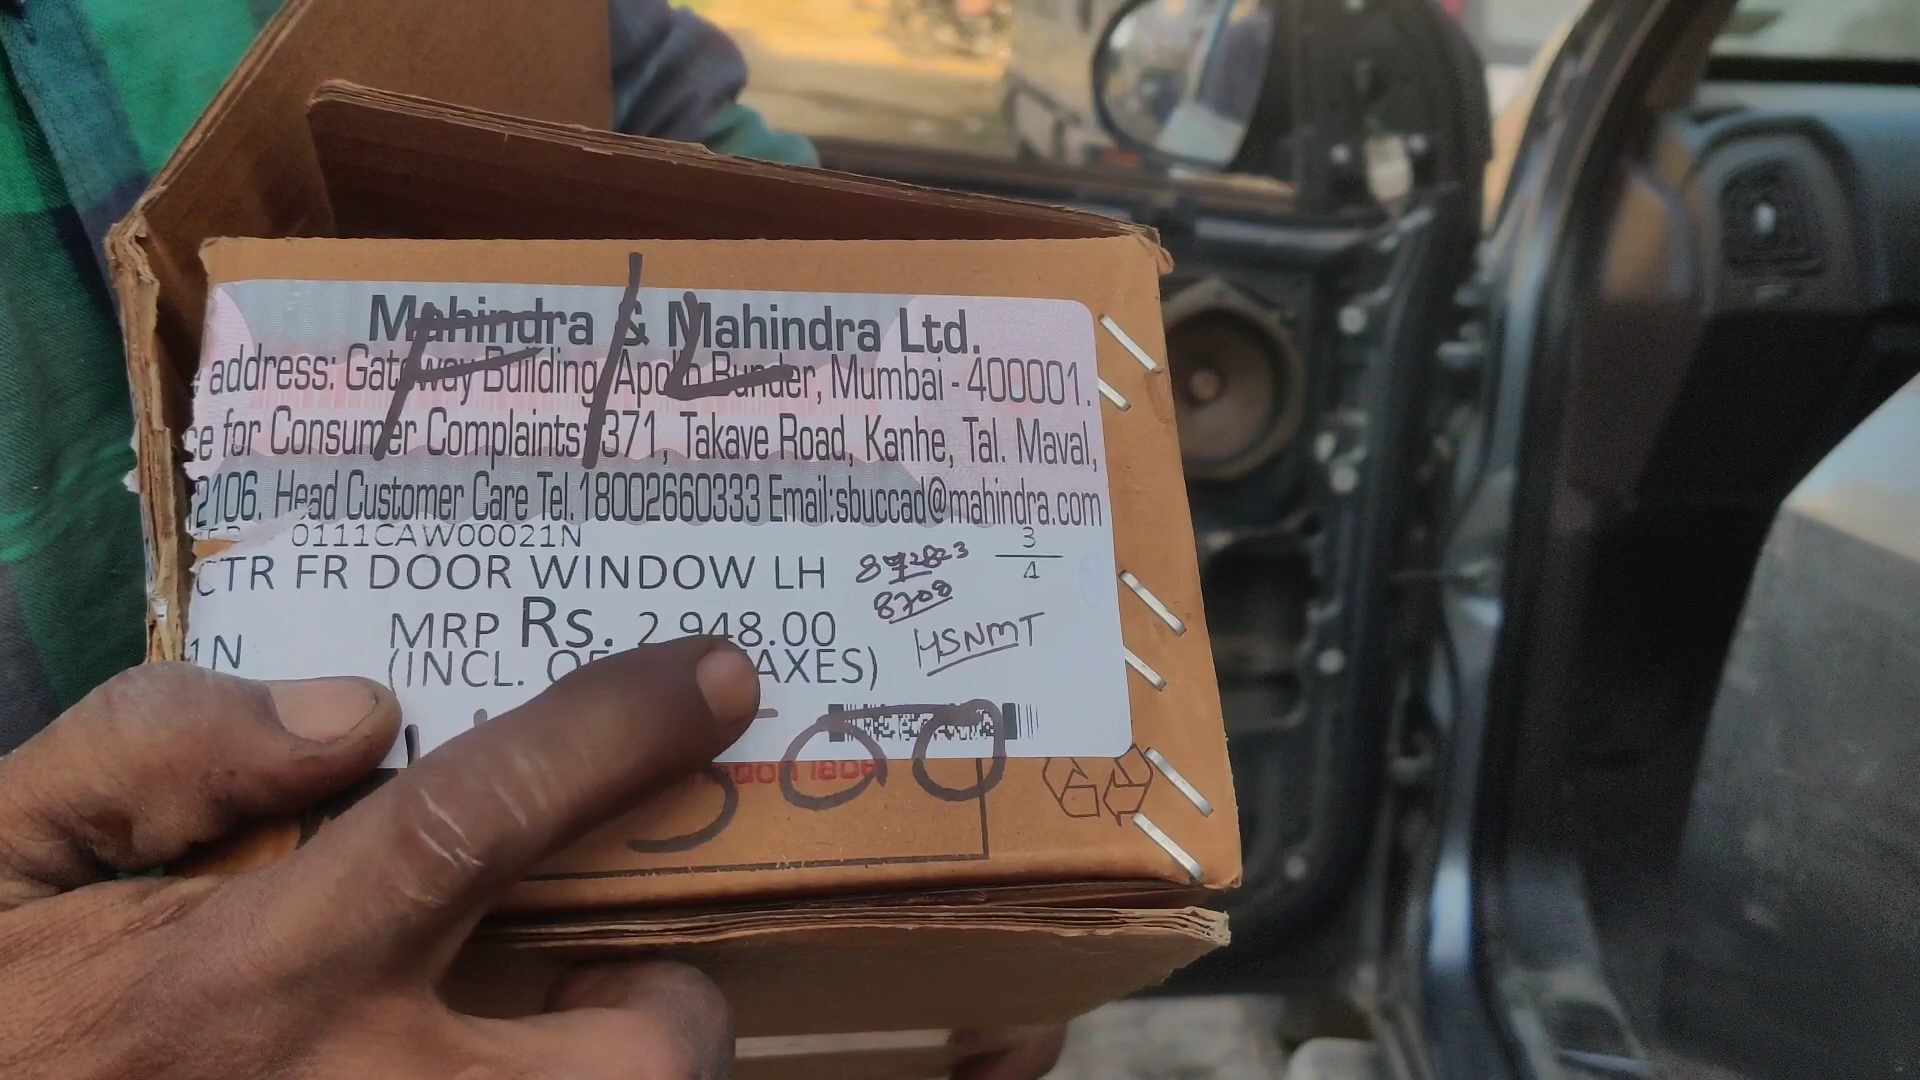 Mahindra & Mahindra Ltd.
F/L
address: Gateway Building, Apollo Bunder, Mumbai - 400001.
ce for Consumer Complaints: 371, Takave Road, Kanhe, Tal. Maval,
2106. Head Customer Care Tel. 18002660333 Email:sbuccad@mahindra.com
0111CAW00021N
3
4
CTR FR DOOR WINDOW LH
8708
MRP Rs. 2,948.00
HSNMT
1N
(INCL. OF AXES)
500